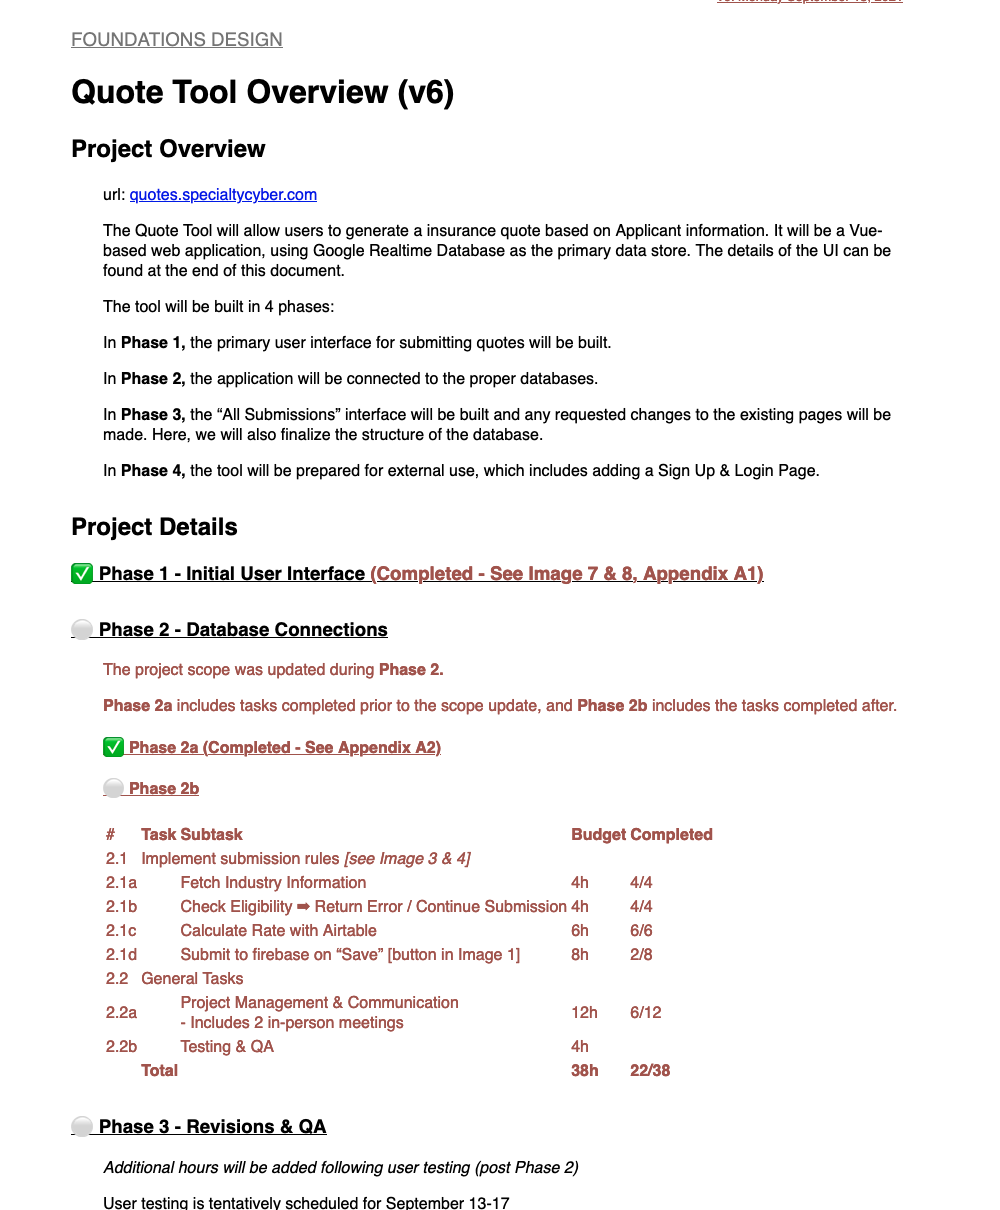 FOUNDATIONS DESIGN
Quote Tool Overview (v6)
Project Overview
url: quotes.specialtycyber.com
The Quote Tool will allow users to generate a insurance quote based on Applicant information. It will be a Vue-
based web application, using Google Realtime Database as the primary data store. The details of the UI can be
found at the end of this document.
The tool will be built in 4 phases:
In Phase 1, the primary user interface for submitting quotes will be built.
In Phase 2, the application will be connected to the proper databases.
In Phase 3, the “All Submissions” interface will be built and any requested changes to the existing pages will be
made. Here, we will also finalize the structure of the database.
In Phase 4, the tool will be prepared for external use, which includes adding a Sign Up & Login Page.
Project Details
✅ Phase 1 - Initial User Interface (Completed - See Image 7 & 8, Appendix A1)
⚪ Phase 2 - Database Connections
The project scope was updated during Phase 2.
Phase 2a includes tasks completed prior to the scope update, and Phase 2b includes the tasks completed after.
✅ Phase 2a (Completed - See Appendix A2)
⚪ Phase 2b
# Task Subtask Budget Completed
2.1 Implement submission rules [see Image 3 & 4]
2.1a Fetch Industry Information 4h 4/4
2.1b Check Eligibility ➡ Return Error / Continue Submission 4h 4/4
2.1c Calculate Rate with Airtable 6h 6/6
2.1d Submit to firebase on “Save” [button in Image 1] 8h 2/8
2.2 General Tasks
2.2a Project Management & Communication
- Includes 2 in-person meetings 12h 6/12
2.2b Testing & QA 4h
Total 38h 22/38
⚪ Phase 3 - Revisions & QA
Additional hours will be added following user testing (post Phase 2)
User testing is tentatively scheduled for September 13-17